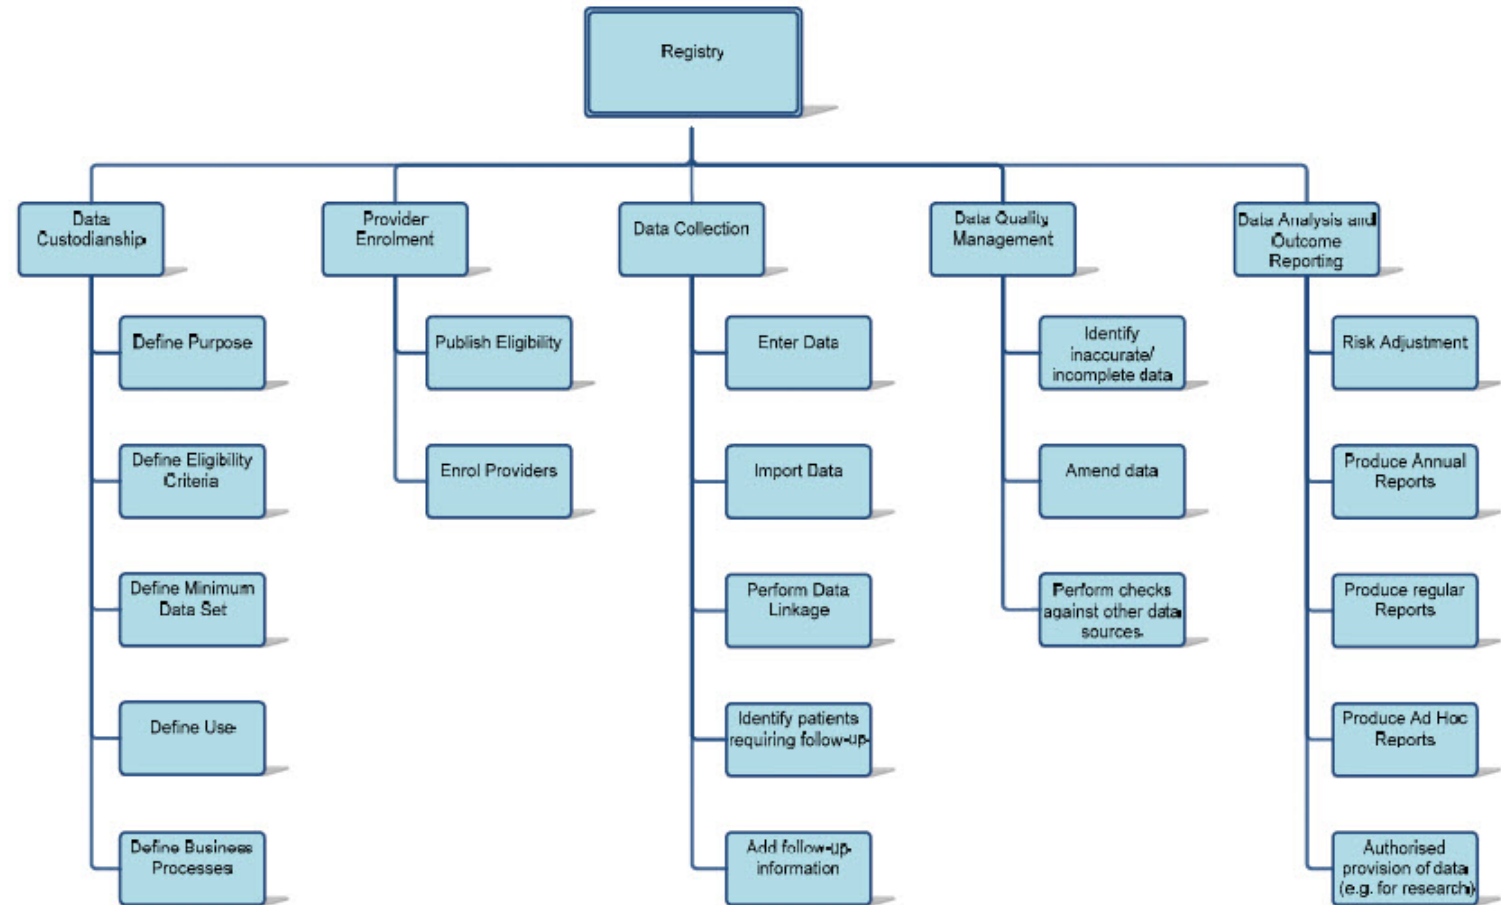 Registry
Data
Custodianship
Provider
Enrolment
Data Collection
Data Quality
Management
Data Analysis and
Outcome
Reporting
Define Purpose
Publish Eligibility
Enter Data
Identify
inaccurate/
incomplete data
Risk Adjustment
Define Eligibility
Criteria
Enrol Providers
Import Data
Amend data
Produce Annual
Reports
Define Minimum
Data Set
Perform Data
Linkage
Perform checks
against other data
sources.
Produce regular
Reports
Define Use
Identify patients
requiring follow-up
Produce Ad Hoc
Reports
Define Business
Processes
Add follow-up
information
Authorised
provision of data
(e.g. for research)